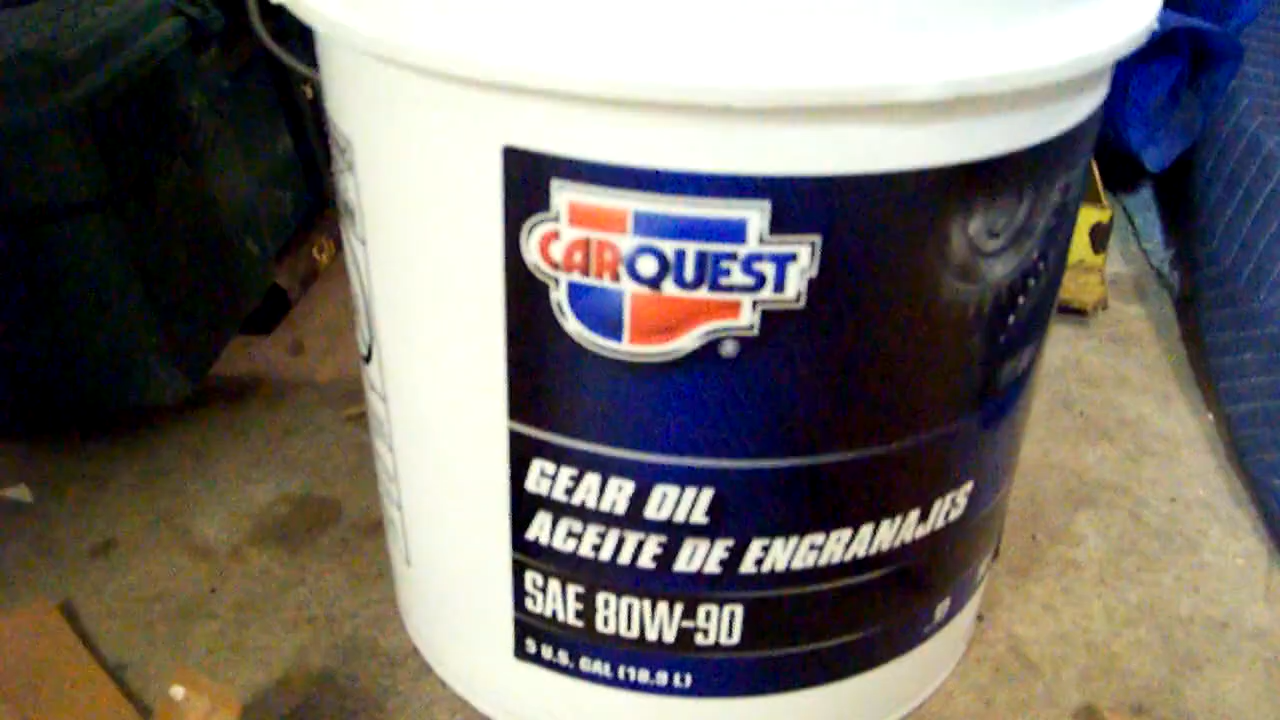 CARQUEST
®
GEAR OIL
ACEITE DE ENGRANAJES
SAE 80W-90
5 U.S. GAL (18.9 L)